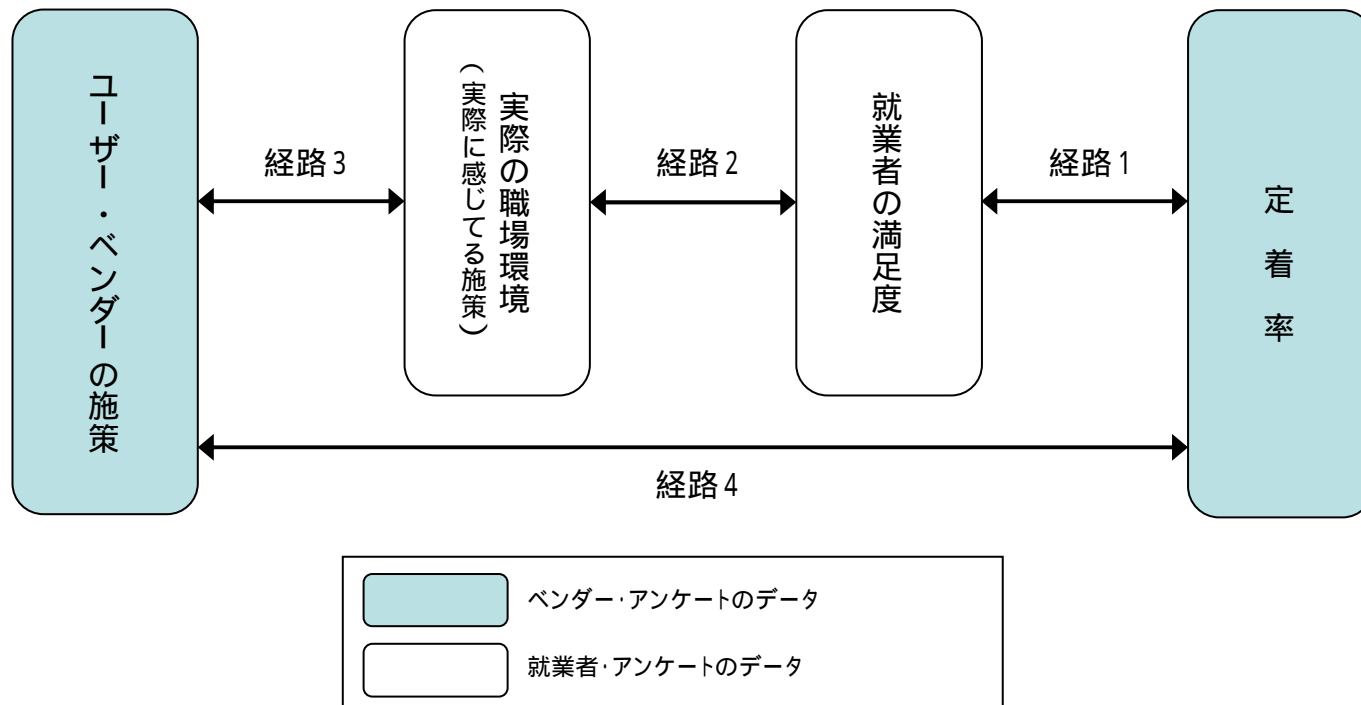 ユーザー・ベンダーの施策
経路3
実際の職場環境
(実際に感じてる施策)
経路2
就業者の満足度
経路1
定着率
経路4
ベンダー・アンケートのデータ
就業者・アンケートのデータ